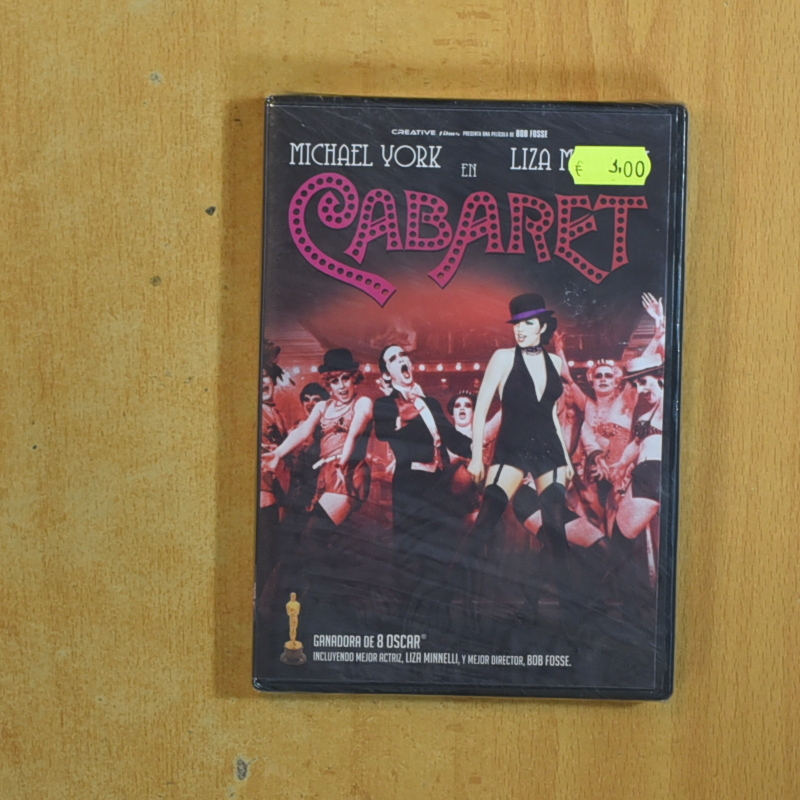 CREATIVE films PRESENTA UNA PELÍCULA DE BOB FOSSE
MICHAEL YORK EN LIZA
€ 3,00
CABARET
GANADORA DE 8 OSCAR®
INCLUYENDO MEJOR ACTRIZ, LIZA MINNELLI, Y MEJOR DIRECTOR, BOB FOSSE.